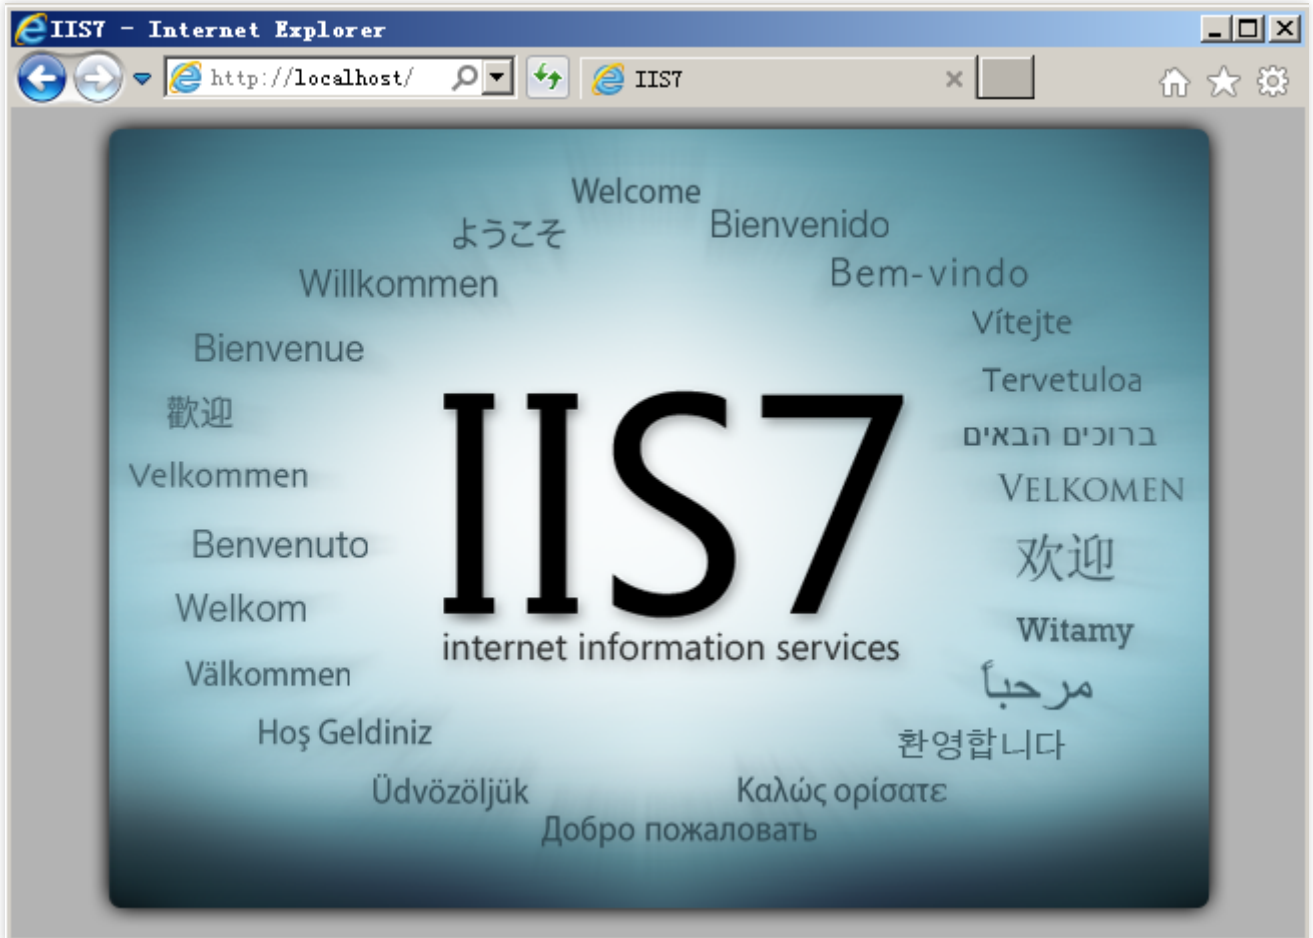 IIS7 - Internet Explorer
http://localhost/
IIS7
Welcome
ようこそ
Bienvenido
Willkommen
Bem-vindo
Vítejte
Bienvenue
Tervetuloa
歡迎
ברוכים הבאים
Velkommen
VELKOMEN
Benvenuto
欢迎
Welkom
Witamy
IIS7
internet information services
Välkommen
مرحباً
Hoş Geldiniz
환영합니다
Üdvözöljük
Καλώς ορίσατε
Добро пожаловать